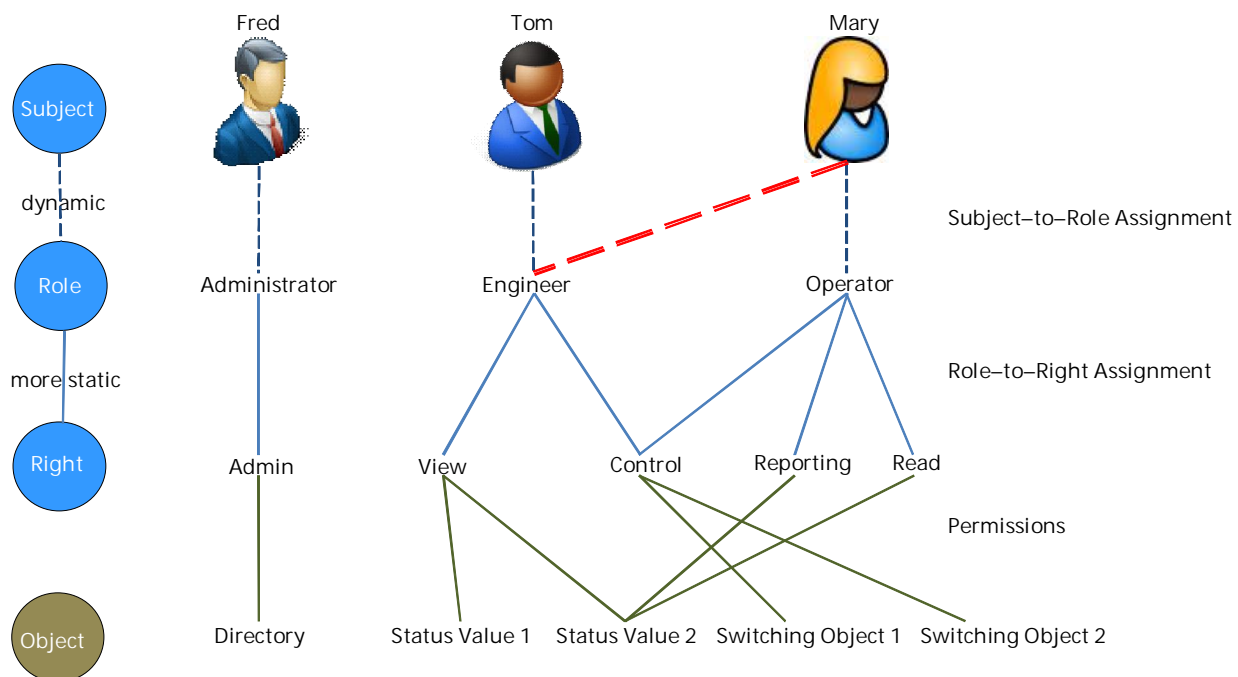 Fred Tom Mary
Subject
dynamic
Subject–to–Role Assignment
Role Administrator Engineer Operator
more static
Role–to–Right Assignment
Right Admin View Control Reporting Read
Permissions
Object Directory Status Value 1 Status Value 2 Switching Object 1 Switching Object 2